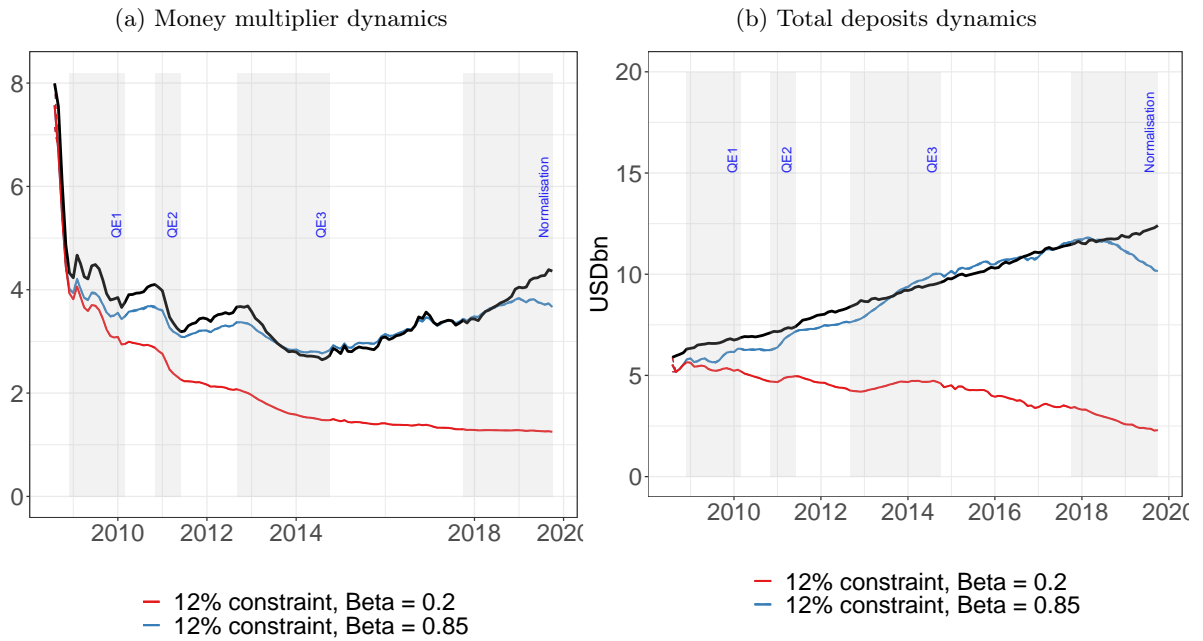 (a) Money multiplier dynamics
8
6
4
2
0
QE1
QE2
QE3
Normalisation
2010
2012
2014
2018
202
12% constraint, Beta = 0.2
12% constraint, Beta = 0.85
(b) Total deposits dynamics
USDbn
20
15
10
5
0
QE1
QE2
QE3
Normalisation
2010
2012
2014
2016
2018
2020
12% constraint, Beta = 0.2
12% constraint, Beta = 0.85